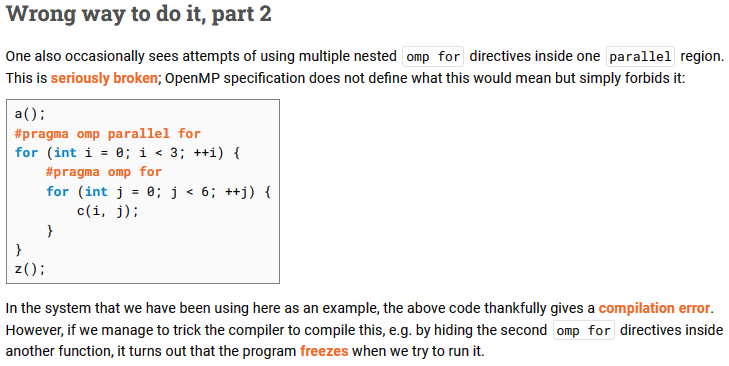 Wrong way to do it, part 2
One also occasionally sees attempts of using multiple nested omp for directives inside one parallel region.
This is seriously broken; OpenMP specification does not define what this would mean but simply forbids it:
a();
#pragma omp parallel for
for (int i = 0; i < 3; ++i) {
    #pragma omp for
    for (int j = 0; j < 6; ++j) {
        c(i, j);
    }
}
z();
In the system that we have been using here as an example, the above code thankfully gives a compilation error.
However, if we manage to trick the compiler to compile this, e.g. by hiding the second omp for directives inside
another function, it turns out that the program freezes when we try to run it.